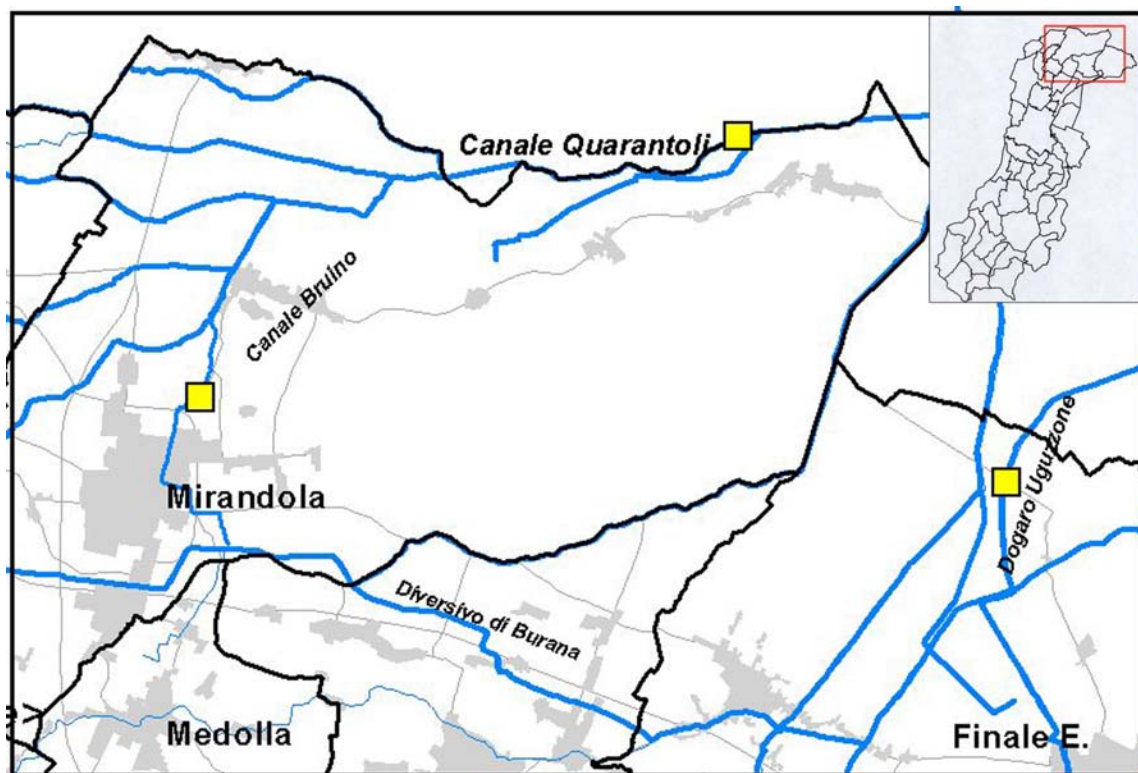 Canale Quarantoli
Canale Bruino
Dogaro Uguzzone
Mirandola
Diversivo di Burana
Medolla
Finale E.